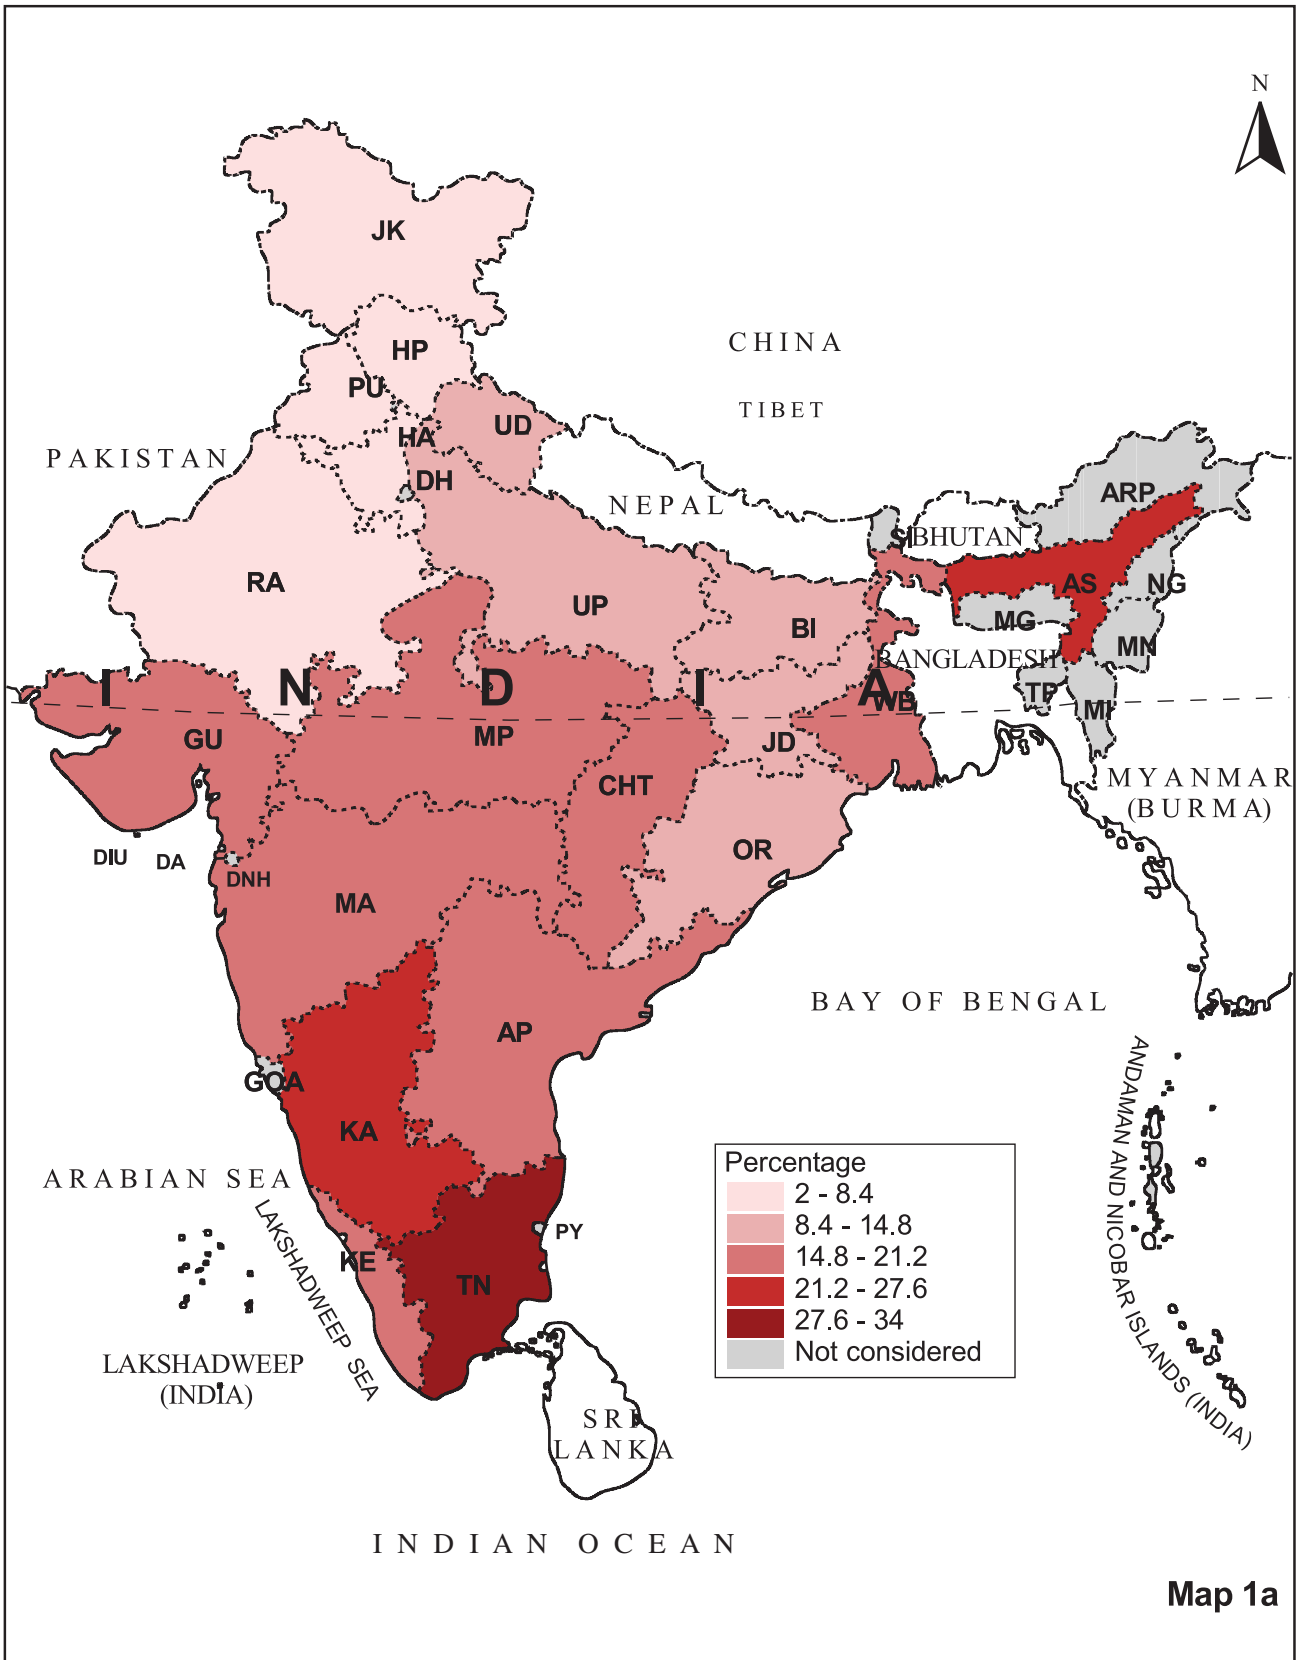 N
JK
HP
CHINA
PU
TIBET
UD
HA
PAKISTAN
DH
NEPAL
ARP
SI
BHUTAN
RA
AS
NG
UP
MG
BI
MN
BANGLADESH
I N D I A
TP
WB
MI
GU
MP
JD
CHT
MYANMAR
(BURMA)
OR
DIU
DA
DNH
MA
BAY OF BENGAL
AP
GOA
KA
ANDAMAN AND NICOBAR ISLANDS (INDIA)
ARABIAN SEA
LAKSHADWEEP SEA
PY
KE
TN
Percentage
2 - 8.4
8.4 - 14.8
14.8 - 21.2
21.2 - 27.6
27.6 - 34
Not considered
LAKSHADWEEP
(INDIA)
SRI
LANKA
INDIAN OCEAN
Map 1a